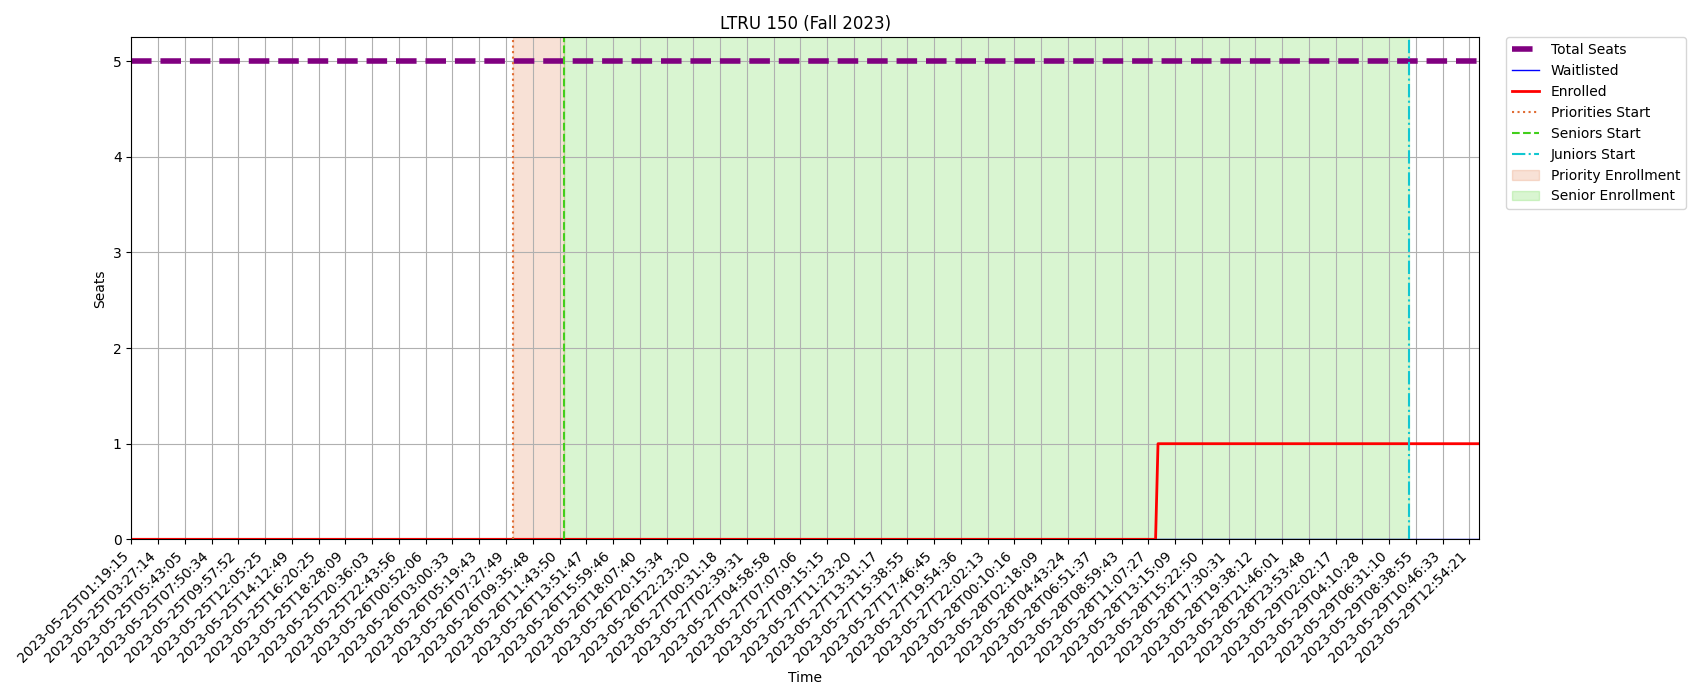 LTRU 150 (Fall 2023)
Total Seats
Waitlisted
Enrolled
Priorities Start
Seniors Start
Juniors Start
Priority Enrollment
Senior Enrollment
Seats
5
4
3
2
1
0
2023-05-25T01:19:15
2023-05-25T03:27:14
2023-05-25T05:43:05
2023-05-25T07:50:34
2023-05-25T09:57:52
2023-05-25T12:05:25
2023-05-25T14:12:49
2023-05-25T16:20:25
2023-05-25T18:28:09
2023-05-25T20:36:03
2023-05-25T22:43:56
2023-05-26T00:52:06
2023-05-26T03:00:33
2023-05-26T05:19:43
2023-05-26T07:27:49
2023-05-26T09:35:48
2023-05-26T11:43:50
2023-05-26T13:51:47
2023-05-26T15:59:46
2023-05-26T18:07:40
2023-05-26T20:15:34
2023-05-26T22:23:20
2023-05-27T00:31:18
2023-05-27T02:39:31
2023-05-27T04:58:58
2023-05-27T07:07:06
2023-05-27T09:15:15
2023-05-27T11:23:20
2023-05-27T13:31:17
2023-05-27T15:38:55
2023-05-27T17:46:45
2023-05-27T19:54:36
2023-05-27T22:02:13
2023-05-28T00:10:16
2023-05-28T02:18:09
2023-05-28T04:43:24
2023-05-28T06:51:37
2023-05-28T08:59:43
2023-05-28T11:07:27
2023-05-28T13:15:09
2023-05-28T15:22:50
2023-05-28T17:30:31
2023-05-28T19:38:12
2023-05-28T21:46:01
2023-05-28T23:53:48
2023-05-29T02:02:17
2023-05-29T04:10:28
2023-05-29T06:31:10
2023-05-29T08:38:55
2023-05-29T10:46:33
2023-05-29T12:54:21
Time